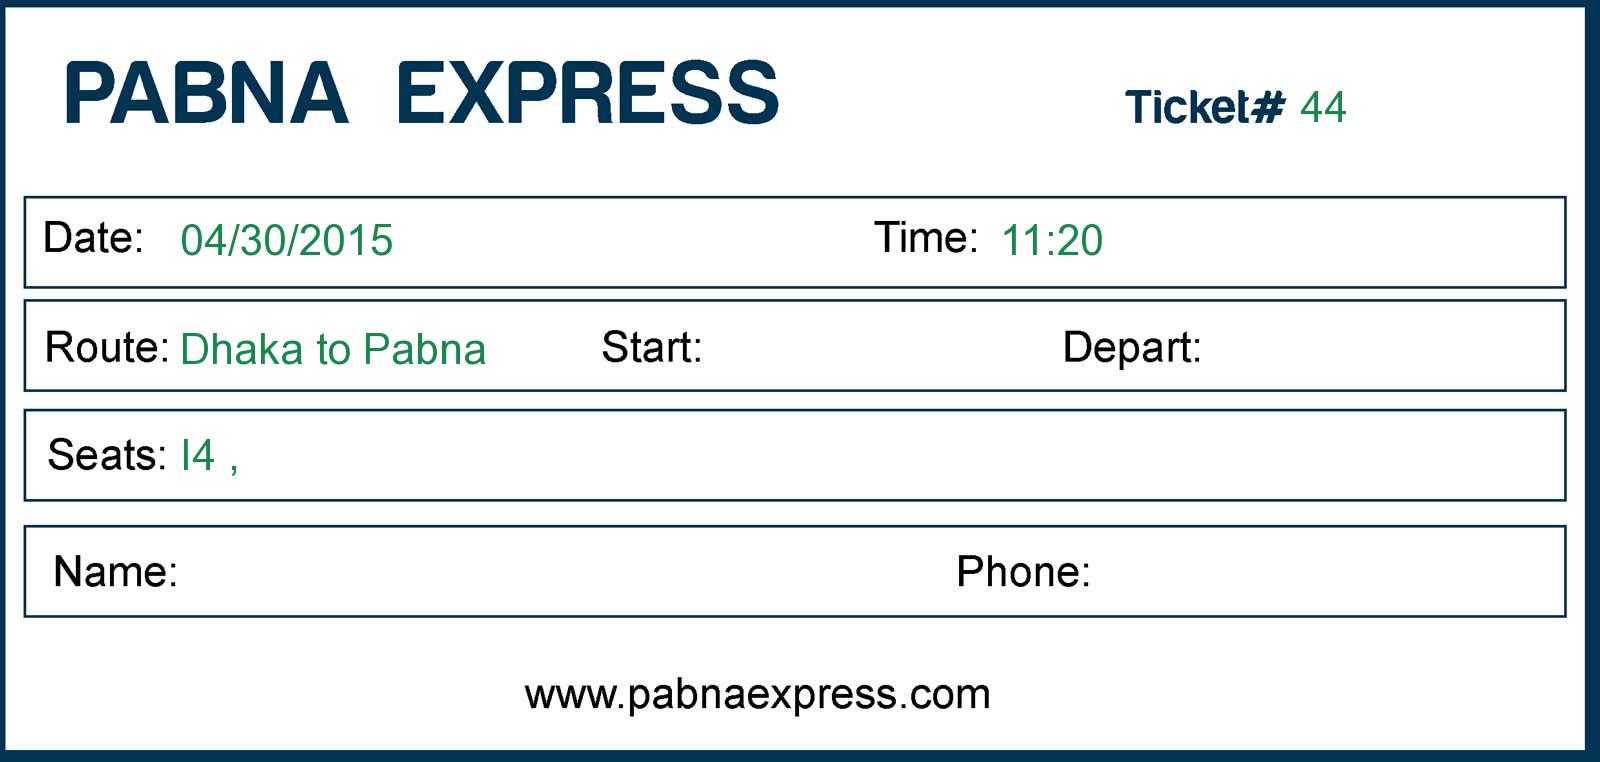 PABNA EXPRESS Ticket# 44
Date: 04/30/2015 Time: 11:20
Route: Dhaka to Pabna Start: Depart:
Seats: I4 ,
Name: Phone:
www.pabnaexpress.com